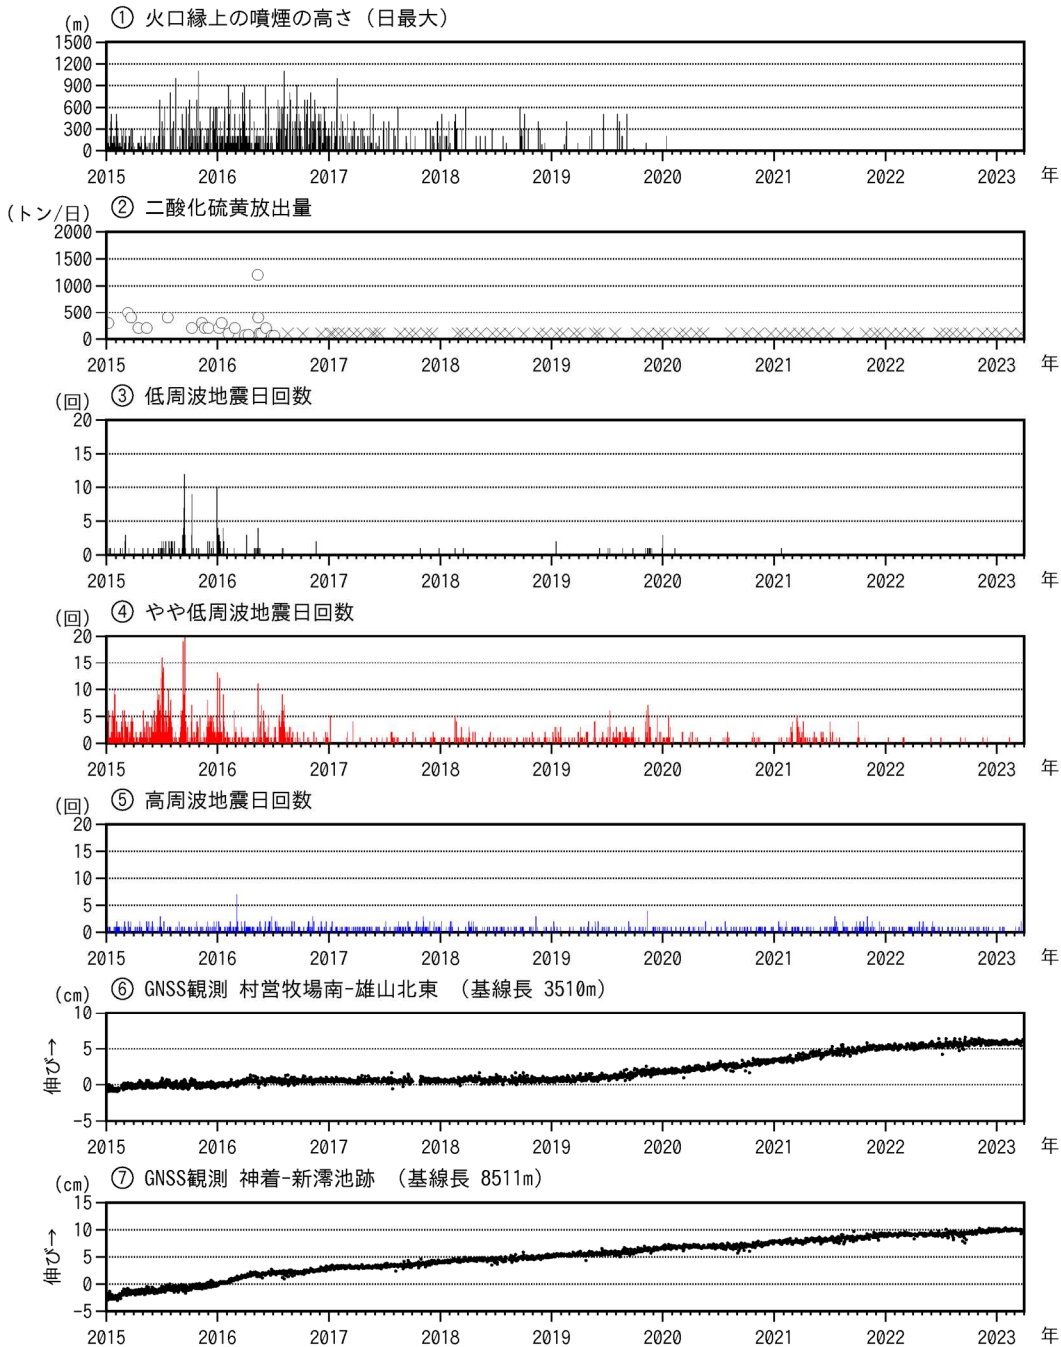 (m) ① 火口縁上の噴煙の高さ（日最大）
1500
1200
900
600
300
0
2015 2016 2017 2018 2019 2020 2021 2022 2023 年
(トン/日) ② 二酸化硫黄放出量
2000
1500
1000
500
0
2015 2016 2017 2018 2019 2020 2021 2022 2023 年
(回) ③ 低周波地震日回数
20
15
10
5
0
2015 2016 2017 2018 2019 2020 2021 2022 2023 年
(回) ④ やや低周波地震日回数
20
15
10
5
0
2015 2016 2017 2018 2019 2020 2021 2022 2023 年
(回) ⑤ 高周波地震日回数
20
15
10
5
0
2015 2016 2017 2018 2019 2020 2021 2022 2023 年
(cm) ⑥ GNSS観測 村営牧場南-雄山北東 （基線長 3510m）
10
5
0
-5
伸び→
2015 2016 2017 2018 2019 2020 2021 2022 2023 年
(cm) ⑦ GNSS観測 神着-新澪池跡 （基線長 8511m）
15
10
5
0
-5
伸び→
2015 2016 2017 2018 2019 2020 2021 2022 2023 年